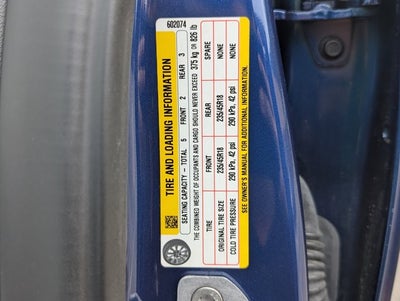 6D2074
TIRE AND LOADING INFORMATION
SEATING CAPACITY – TOTAL 5 FRONT 2 REAR 3
THE COMBINED WEIGHT OF OCCUPANTS AND CARGO SHOULD NEVER EXCEED 375 kg OR 826 lb
TIRE FRONT REAR SPARE
ORIGINAL TIRE SIZE 235/45R18 235/45R18 NONE
COLD TIRE PRESSURE 290 kPa, 42 psi 290 kPa, 42 psi NONE
SEE OWNER'S MANUAL FOR ADDITIONAL INFORMATION.